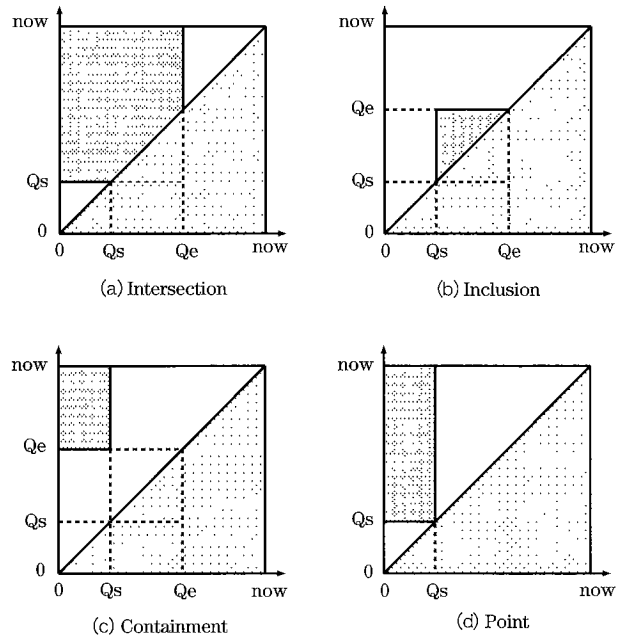 now
Qs
0
0 Qs Qe now
(a) Intersection
now
Qe
Qs
0
0 Qs Qe now
(b) Inclusion
now
Qe
Qs
0
0 Qs Qe now
(c) Containment
now
Qs
0
0 Qs now
(d) Point